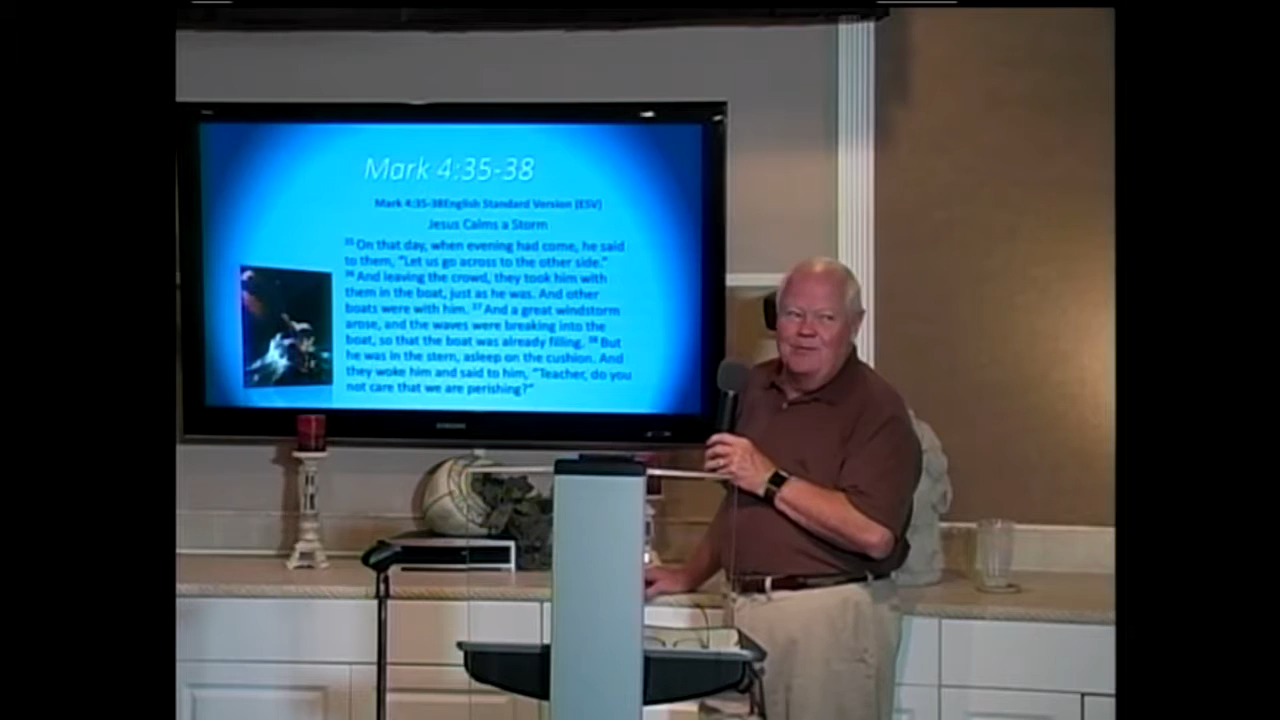 Mark 4:35-38
Mark 4:35-38English Standard Version (ESV)
Jesus Calms a Storm
35 On that day, when evening had come, he said
to them, "Let us go across to the other side."
36 And leaving the crowd, they took him with
them in the boat, just as he was. And other
boats were with him. 37 And a great windstorm
arose, and the waves were breaking into the
boat, so that the boat was already filling. 38 But
he was in the stern, asleep on the cushion. And
they woke him and said to him, "Teacher, do you
not care that we are perishing?"
SAMSUNG